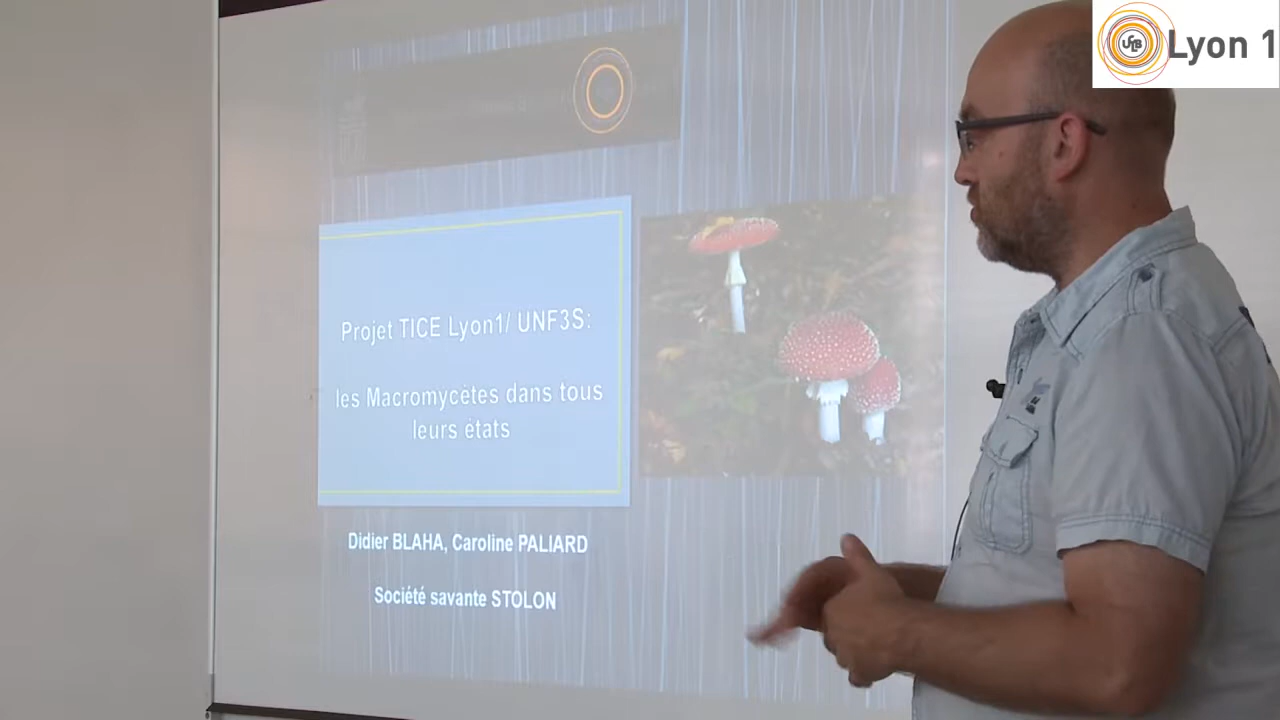 UCLB Lyon 1
Projet TICE Lyon1/ UNF3S:
les Macromycètes dans tous
leurs états
Didier BLAHA, Caroline PALIARD
Société savante STOLON